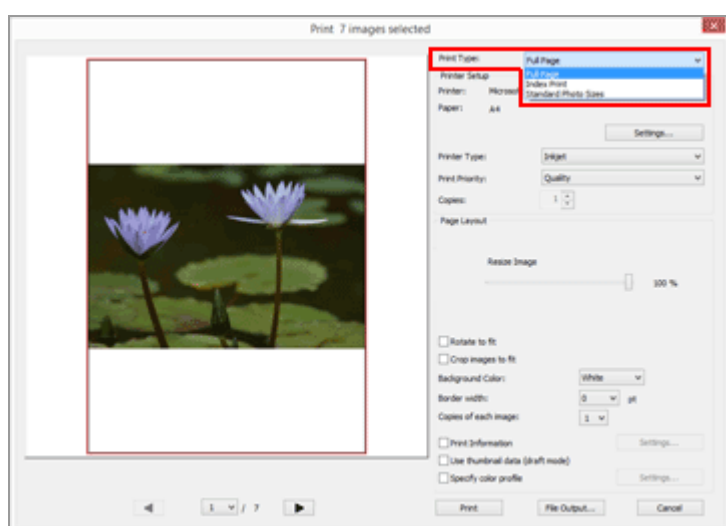 Print 7 images selected
Print Type: Full Page
Full Page
Index Print
Standard Photo Sizes
Printer Setup
Printer: Microsof
Paper: A4
Settings...
Printer Type: Inkjet
Print Priority: Quality
Copies: 1
Page Layout
Resize Image
100 %
Rotate to fit
Crop images to fit
Background Color: White
Border width: 0 pt
Copies of each image: 1
Print Information Settings...
Use thumbnail data (draft mode)
Specify color profile Settings...
1 / 7
Print File Output... Cancel